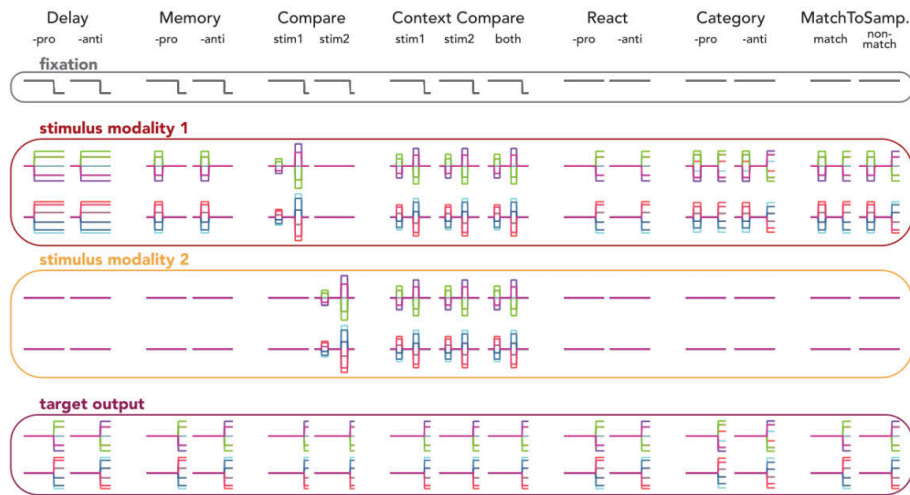 Delay Memory Compare Context Compare React Category MatchToSamp.
-pro -anti -pro -anti stim1 stim2 stim1 stim2 both -pro -anti -pro -anti match non-match
fixation
stimulus modality 1
stimulus modality 2
target output